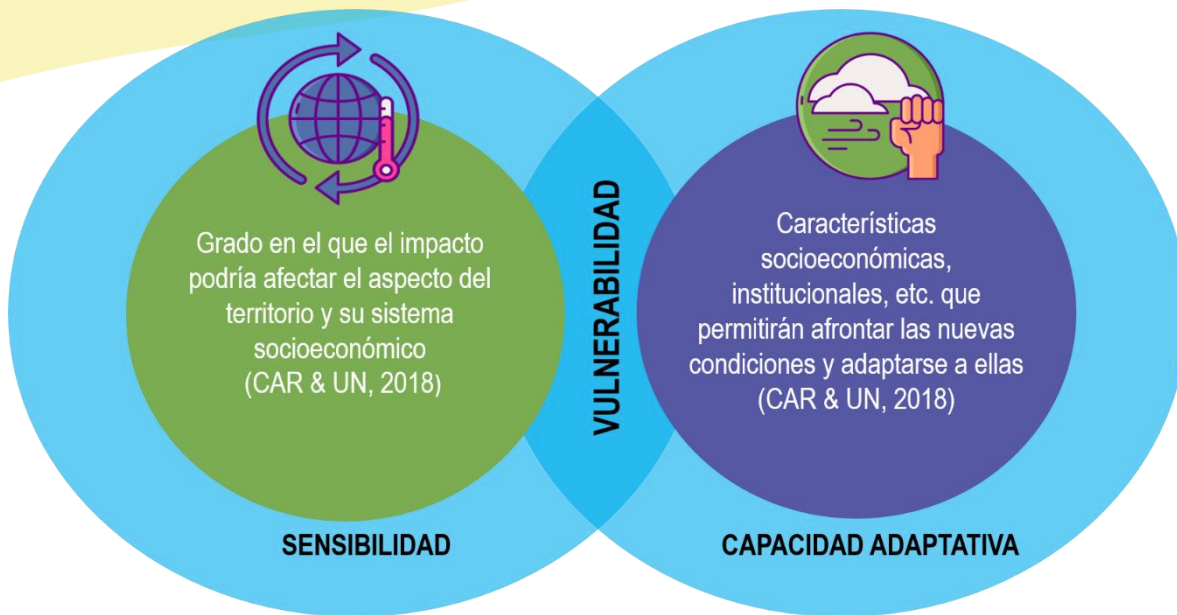 Grado en el que el impacto
podría afectar el aspecto del
territorio y su sistema
socioeconómico
(CAR & UN, 2018)
SENSIBILIDAD
VULNERABILIDAD
Características
socioeconómicas,
institucionales, etc. que
permitirán afrontar las nuevas
condiciones y adaptarse a ellas
(CAR & UN, 2018)
CAPACIDAD ADAPTATIVA